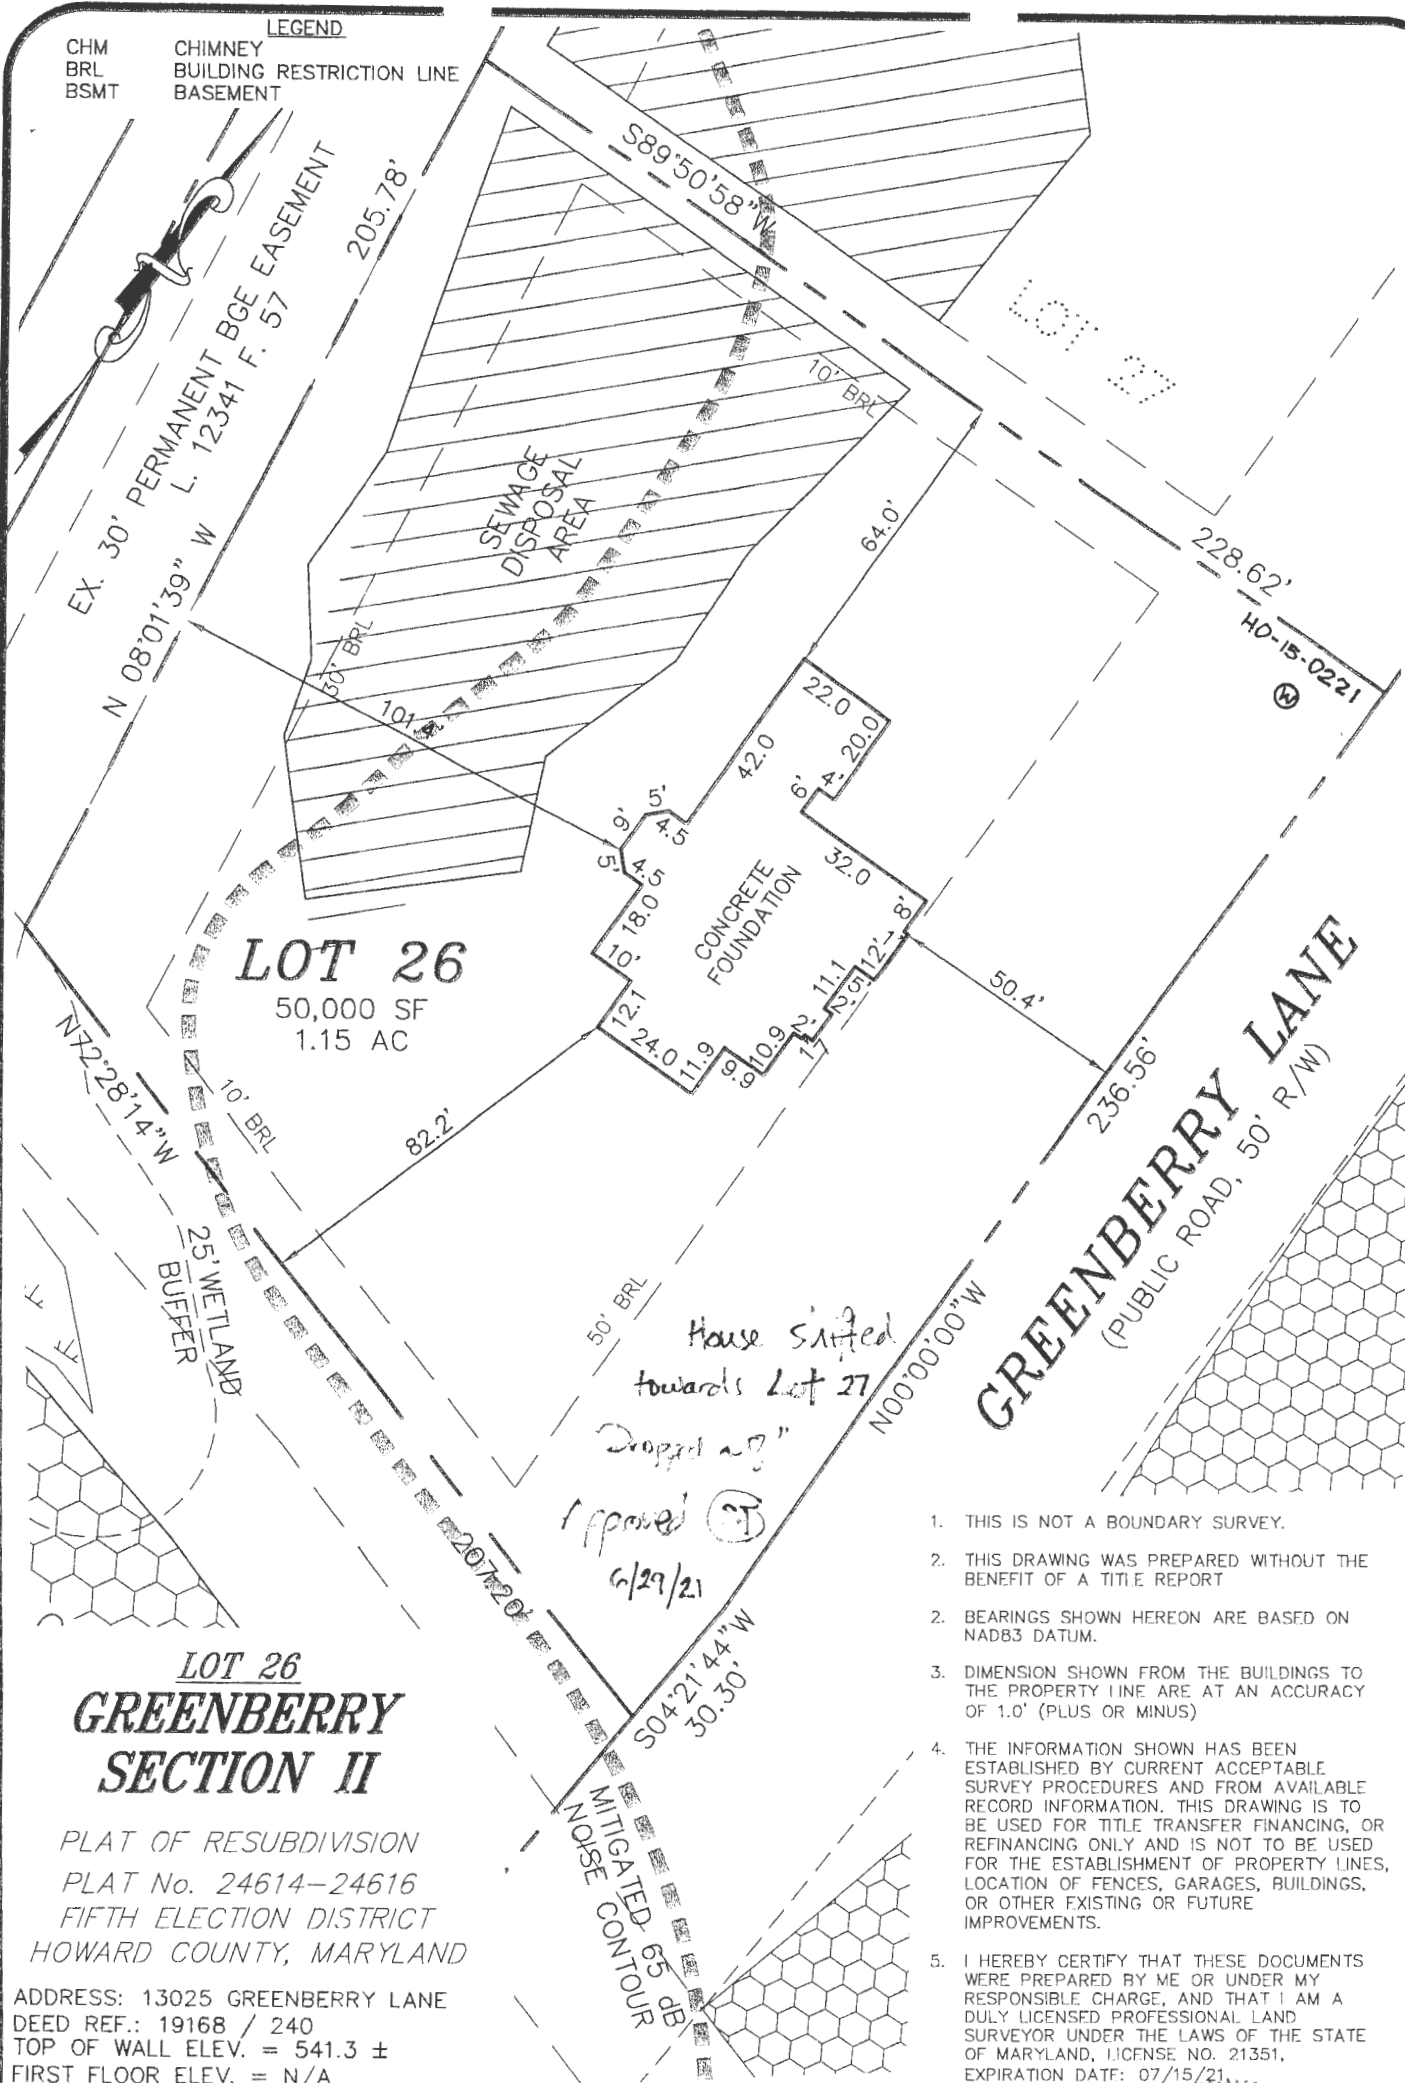 LEGEND
CHM CHIMNEY
BRL BUILDING RESTRICTION LINE
BSMT BASEMENT
EX. 30' PERMANENT BGE EASEMENT
L. 12341 F. 57
205.78'
N 08°01'39" W
S89°50'58"W
228.62'
LOT 27
HO-15-0221
W
10' BRL
SEWAGE
DISPOSAL
AREA
30' BRL
64.0'
22.0
42.0
20.0
4'
6'
5'
9'
4.5
5'
4.5
32.0
CONCRETE
FOUNDATION
18.0
8'
1'
12'
10'
11.1
2.5
12.1
24.0
11.9
9.9
10.9
2'
50.4'
82.2'
LOT 26
50,000 SF
1.15 AC
N72°28'14"W
10' BRL
25' WETLAND
BUFFER
236.56'
GREENBERRY LANE
(PUBLIC ROAD, 50' R/W)
50' BRL
N00°00'00"W
House Shifted
towards Lot 27
Approved
6/29/21
207.20'
S04°21'44"W
30.30'
MITIGATED 65 dB
NOISE CONTOUR
LOT 26
GREENBERRY
SECTION II
PLAT OF RESUBDIVISION
PLAT No. 24614-24616
FIFTH ELECTION DISTRICT
HOWARD COUNTY, MARYLAND
ADDRESS: 13025 GREENBERRY LANE
DEED REF.: 19168 / 240
TOP OF WALL ELEV. = 541.3 ±
FIRST FLOOR ELEV. = N/A
1. THIS IS NOT A BOUNDARY SURVEY.
2. THIS DRAWING WAS PREPARED WITHOUT THE
BENEFIT OF A TITLE REPORT
2. BEARINGS SHOWN HEREON ARE BASED ON
NAD83 DATUM.
3. DIMENSION SHOWN FROM THE BUILDINGS TO
THE PROPERTY LINE ARE AT AN ACCURACY
OF 1.0' (PLUS OR MINUS)
4. THE INFORMATION SHOWN HAS BEEN
ESTABLISHED BY CURRENT ACCEPTABLE
SURVEY PROCEDURES AND FROM AVAILABLE
RECORD INFORMATION. THIS DRAWING IS TO
BE USED FOR TITLE TRANSFER FINANCING, OR
REFINANCING ONLY AND IS NOT TO BE USED
FOR THE ESTABLISHMENT OF PROPERTY LINES,
LOCATION OF FENCES, GARAGES, BUILDINGS,
OR OTHER EXISTING OR FUTURE
IMPROVEMENTS.
5. I HEREBY CERTIFY THAT THESE DOCUMENTS
WERE PREPARED BY ME OR UNDER MY
RESPONSIBLE CHARGE, AND THAT I AM A
DULY LICENSED PROFESSIONAL LAND
SURVEYOR UNDER THE LAWS OF THE STATE
OF MARYLAND, LICENSE NO. 21351,
EXPIRATION DATE: 07/15/21